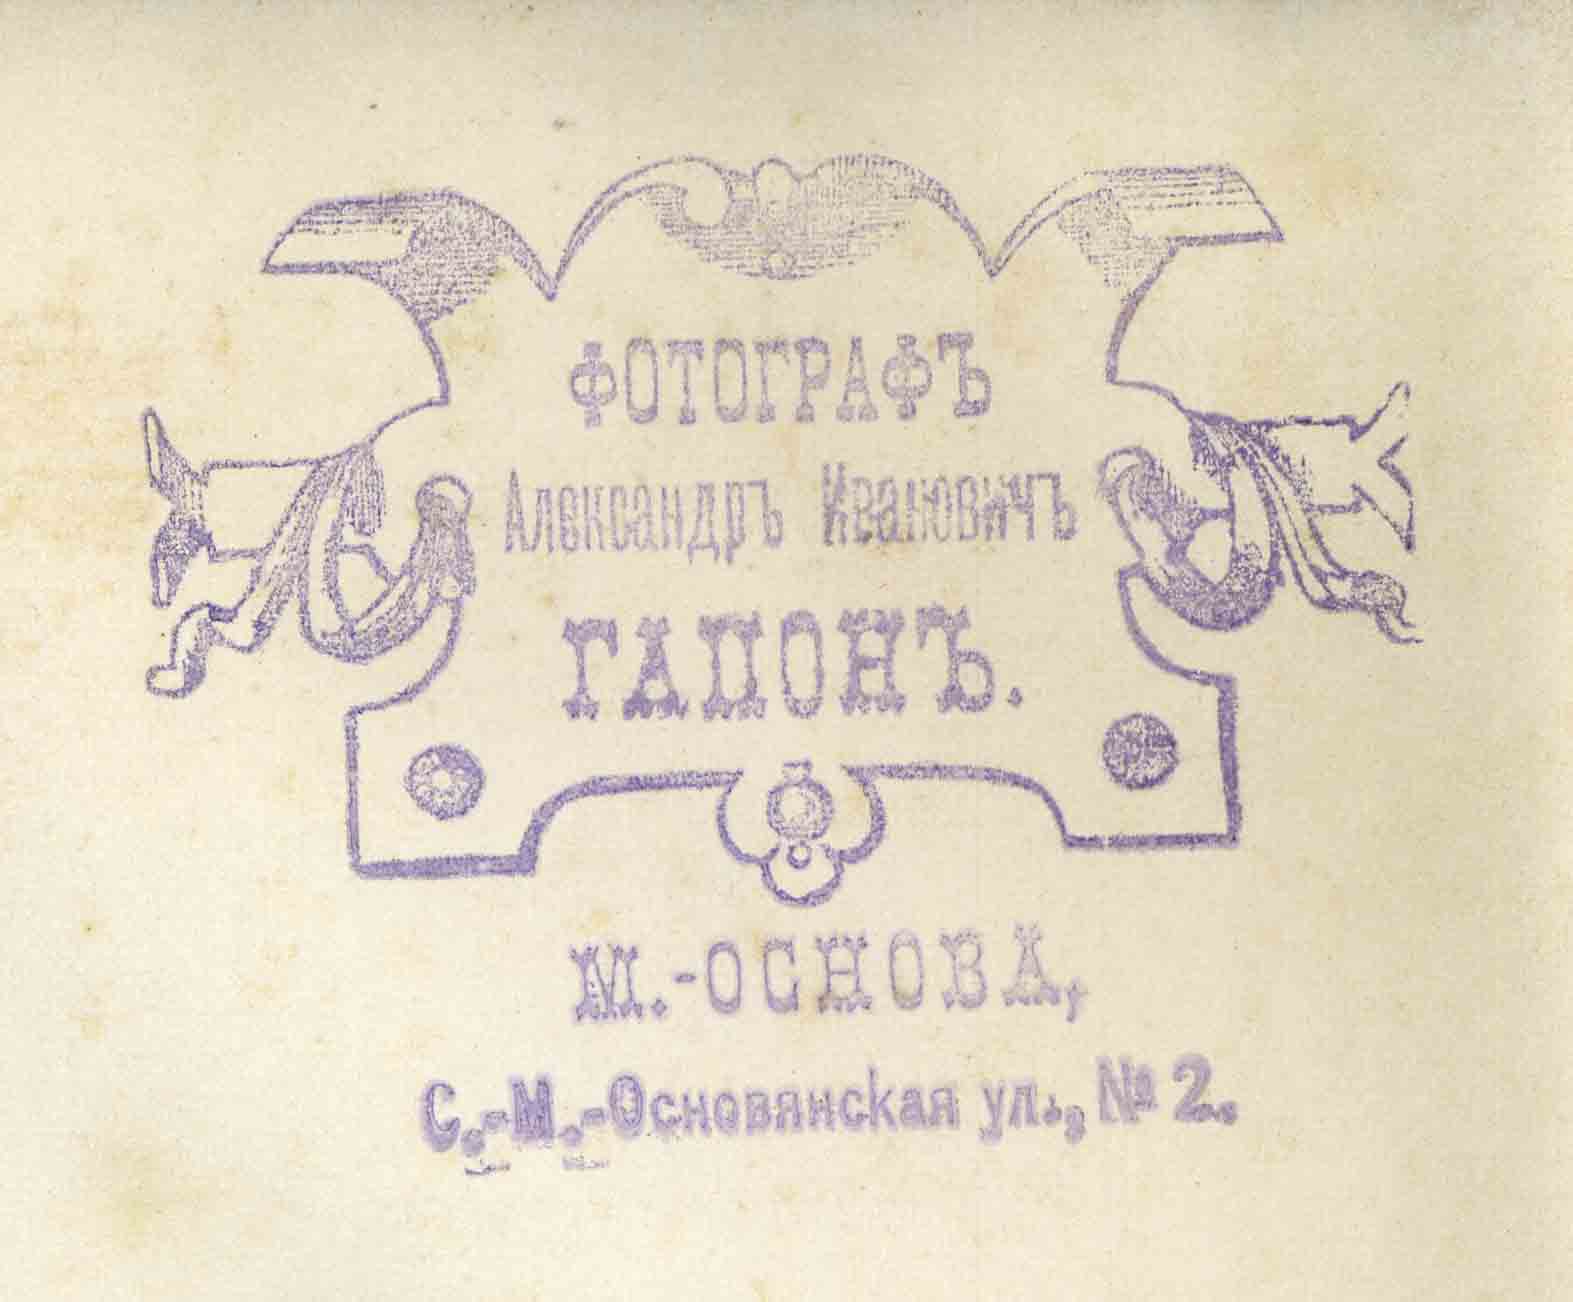 ФОТОГРАФЪ
Александръ Ивановичъ
ГАПОНЪ.
М.-ОСНОВА,
С.-М.-Основянская ул., № 2.